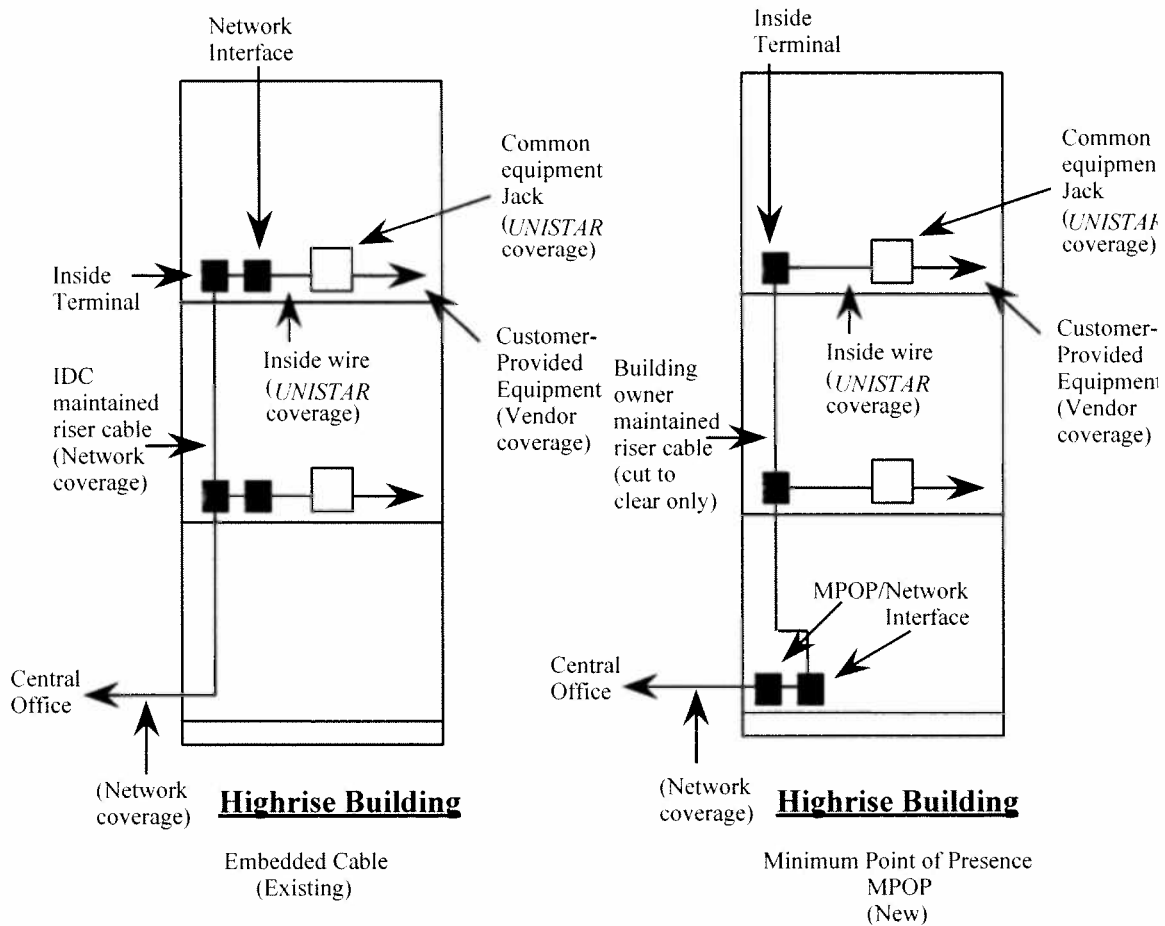 Network
Interface
Common
equipment
Jack
(UNISTAR
coverage)
Inside
Terminal
Inside wire
(UNISTAR
coverage)
Customer-
Provided
Equipment
(Vendor
coverage)
IDC
maintained
riser cable
(Network
coverage)
Central
Office
(Network
coverage)
Highrise Building
Embedded Cable
(Existing)
Inside
Terminal
Common
equipmen
Jack
(UNISTAR
coverage)
Inside wire
(UNISTAR
coverage)
Customer-
Provided
Equipment
(Vendor
coverage)
Building
owner
maintained
riser cable
(cut to
clear only)
MPOP/Network
Interface
Central
Office
(Network
coverage)
Highrise Building
Minimum Point of Presence
MPOP
(New)